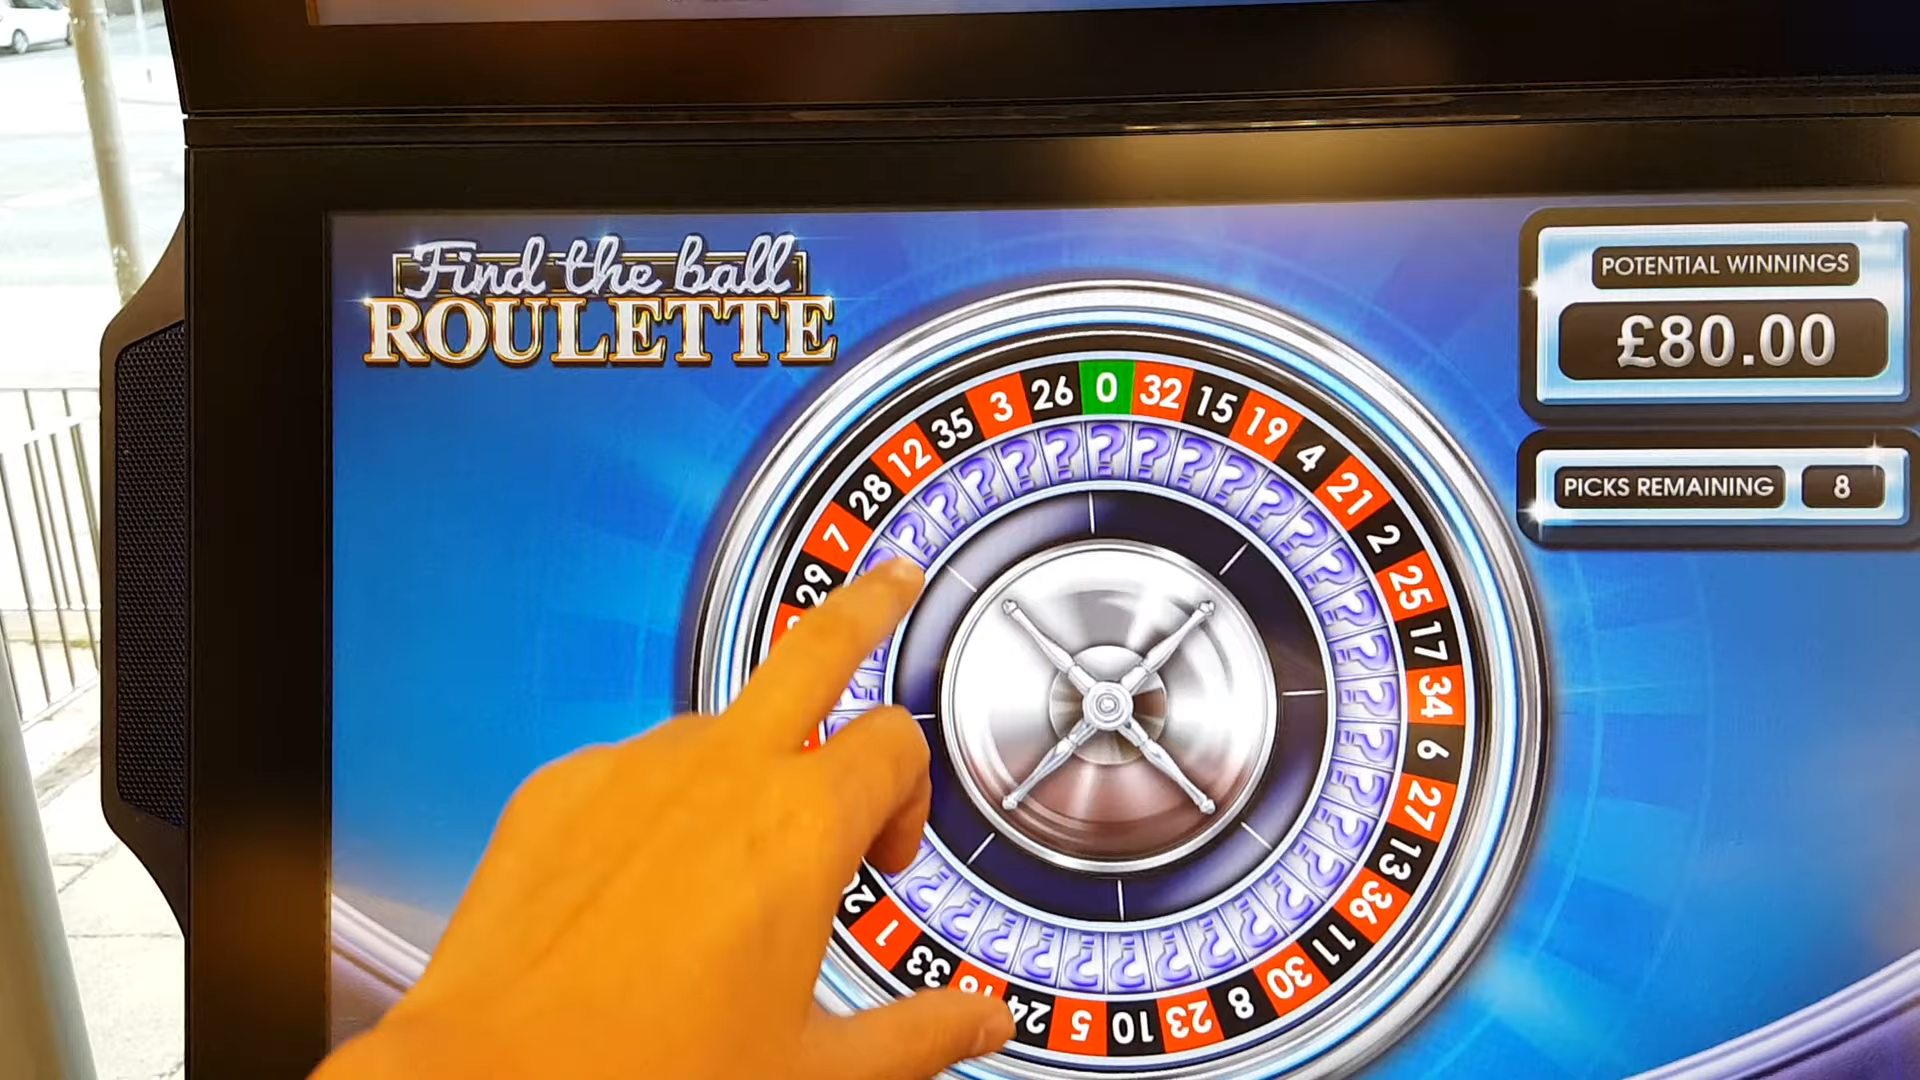 Find the ball
ROULETTE
POTENTIAL WINNINGS
£80.00
PICKS REMAINING 8
0 32 15 19 4 21 2 25 17 34 6 27 13 36 11 30 8 23 10 5 24 33 1 29 7 28 12 35 3 26
? ? ? ? ? ? ? ? ? ? ? ? ? ? ? ? ? ? ? ? ? ? ? ? ? ? ? ?